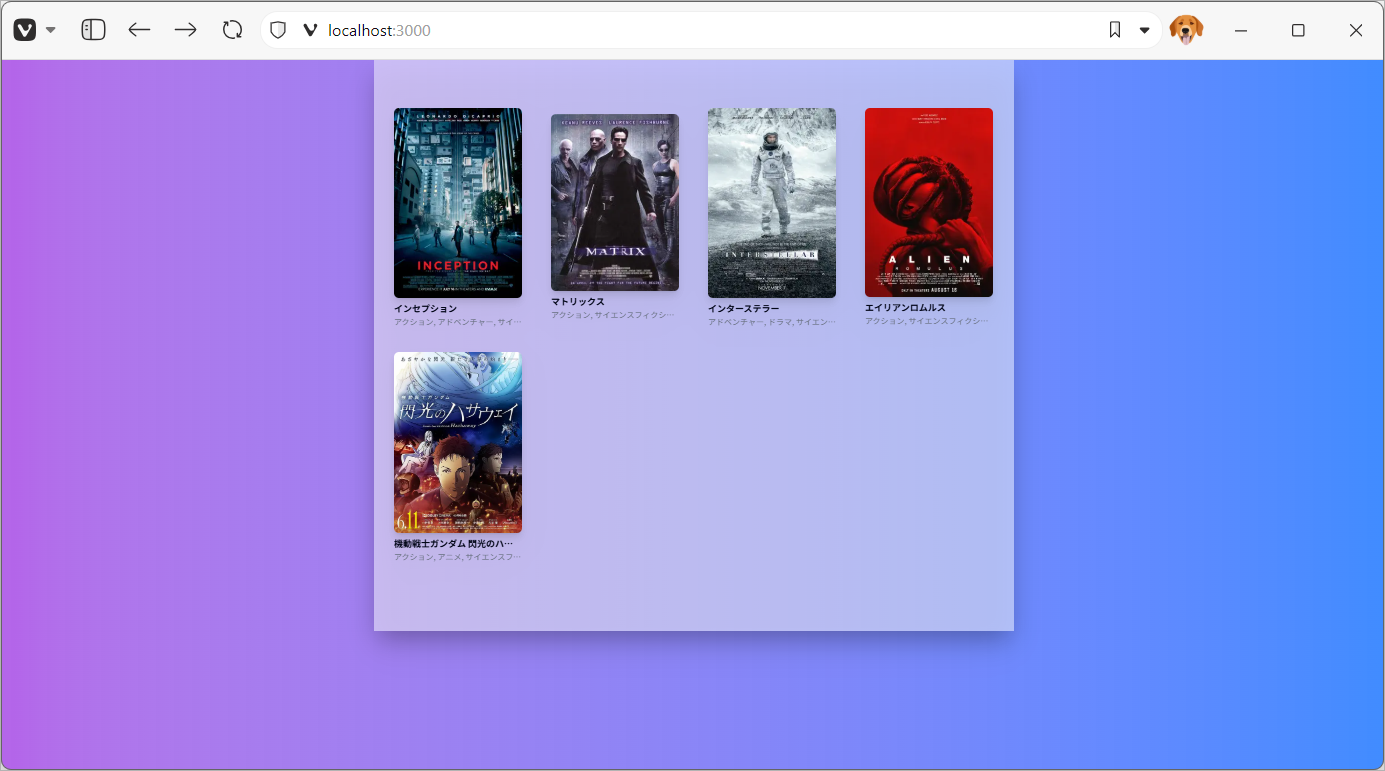 localhost:3000
LEONARDO DiCAPRIO
INCEPTION
KEANU REEVES LAURENCE FISHBURNE
MATRIX
INTERSTELLAR
NOVEMBER 7
ALIEN
ROMULUS
ONLY IN THEATERS AUGUST 16
インセプション
アクション, アドベンチャー, サイ…
マトリックス
アクション, サイエンスフィクシ…
インターステラー
アドベンチャー, ドラマ, サイエン…
エイリアンロムルス
アクション, サイエンスフィクシ…
機動戦士ガンダム
閃光のハサウェイ
Hathaway
6.11
機動戦士ガンダム 閃光のハ…
アクション, アニメ, サイエンスフ…